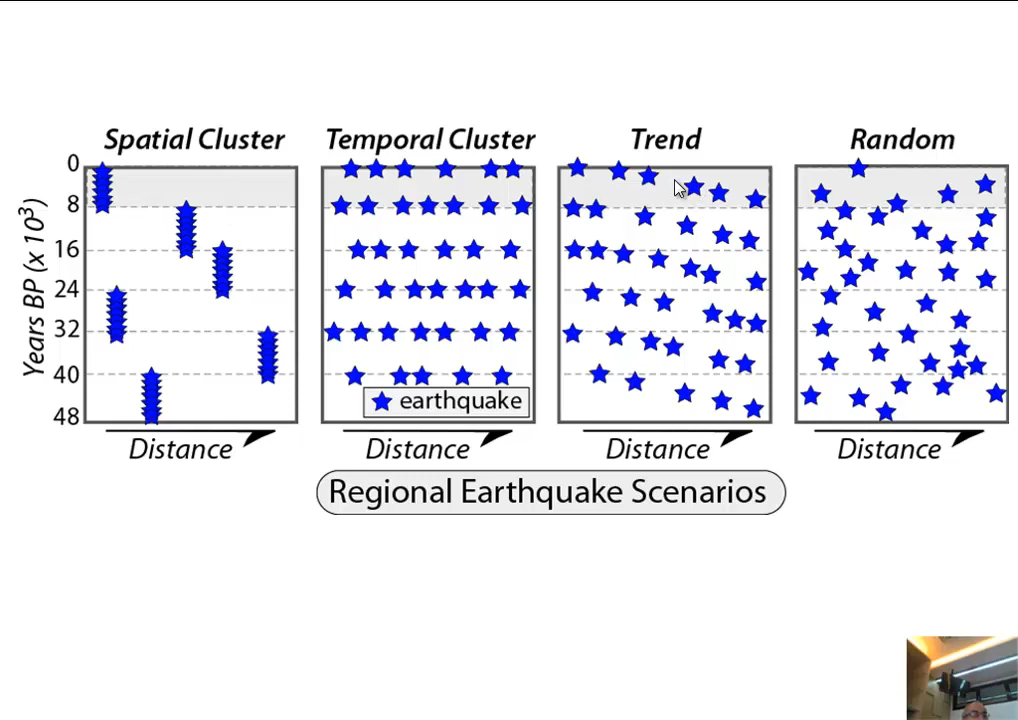 Spatial Cluster
Temporal Cluster
Trend
Random
Years BP (x 10³)
0
8
16
24
32
40
48
earthquake
Distance
Distance
Distance
Distance
Regional Earthquake Scenarios